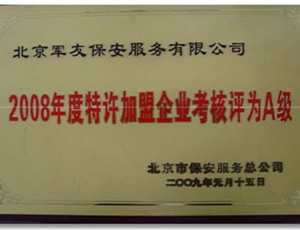 北京军友保安服务有限公司
2008年度特许加盟企业考核评为A级
北京市保安服务总公司
二〇〇九年元月十五日